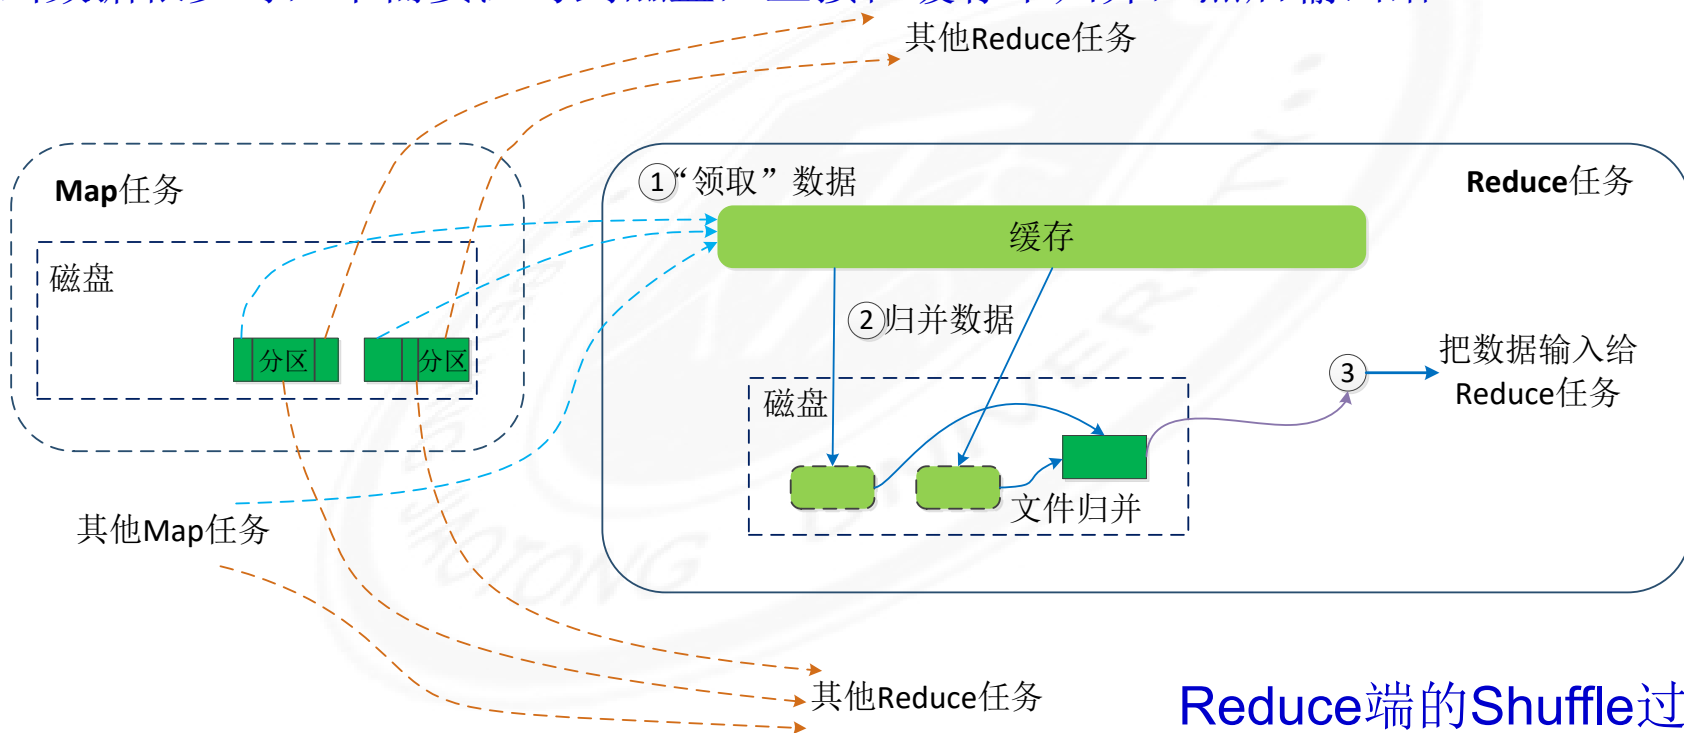 其他Reduce任务
Map任务
①“领取”数据
Reduce任务
缓存
磁盘
②归并数据
分区
分区
③
把数据输入给
Reduce任务
磁盘
文件归并
其他Map任务
其他Reduce任务
Reduce端的Shuffle过